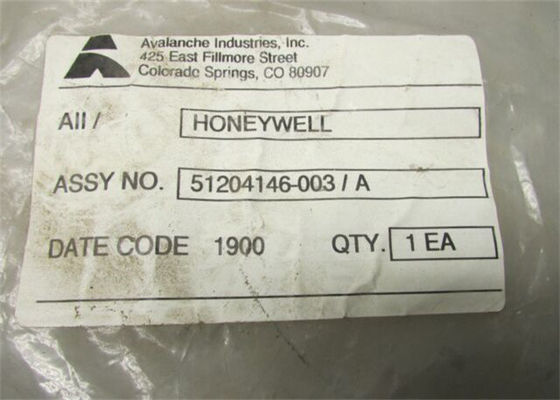 Avalanche Industries, Inc.
425 East Fillmore Street
Colorado Springs, CO 80907
AII / HONEYWELL
ASSY NO. 51204146-003 / A
DATE CODE 1900 QTY. 1 EA